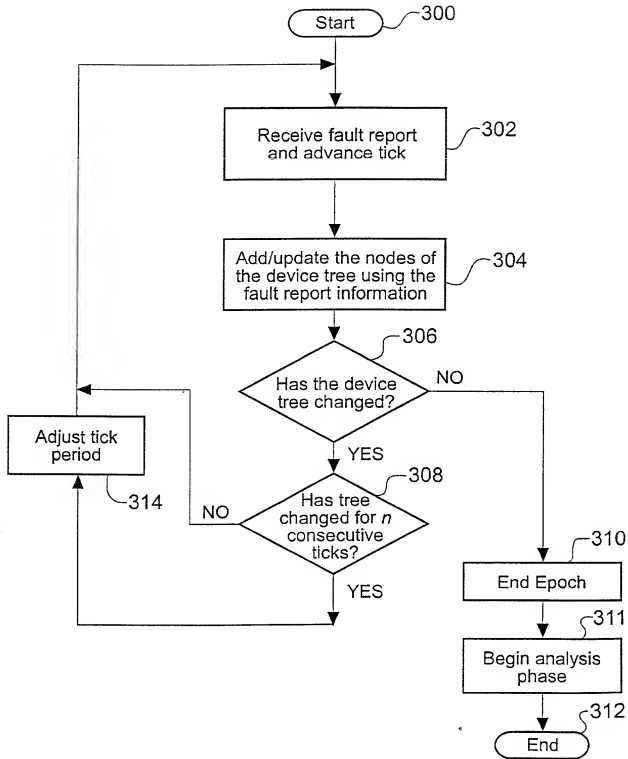 Start
300
Receive fault report
and advance tick
302
Add/update the nodes of
the device tree using the
fault report information
304
306
Has the device
tree changed?
NO
YES
Adjust tick
period
314
308
Has tree
changed for n
consecutive
ticks?
NO
YES
310
End Epoch
311
Begin analysis
phase
312
End